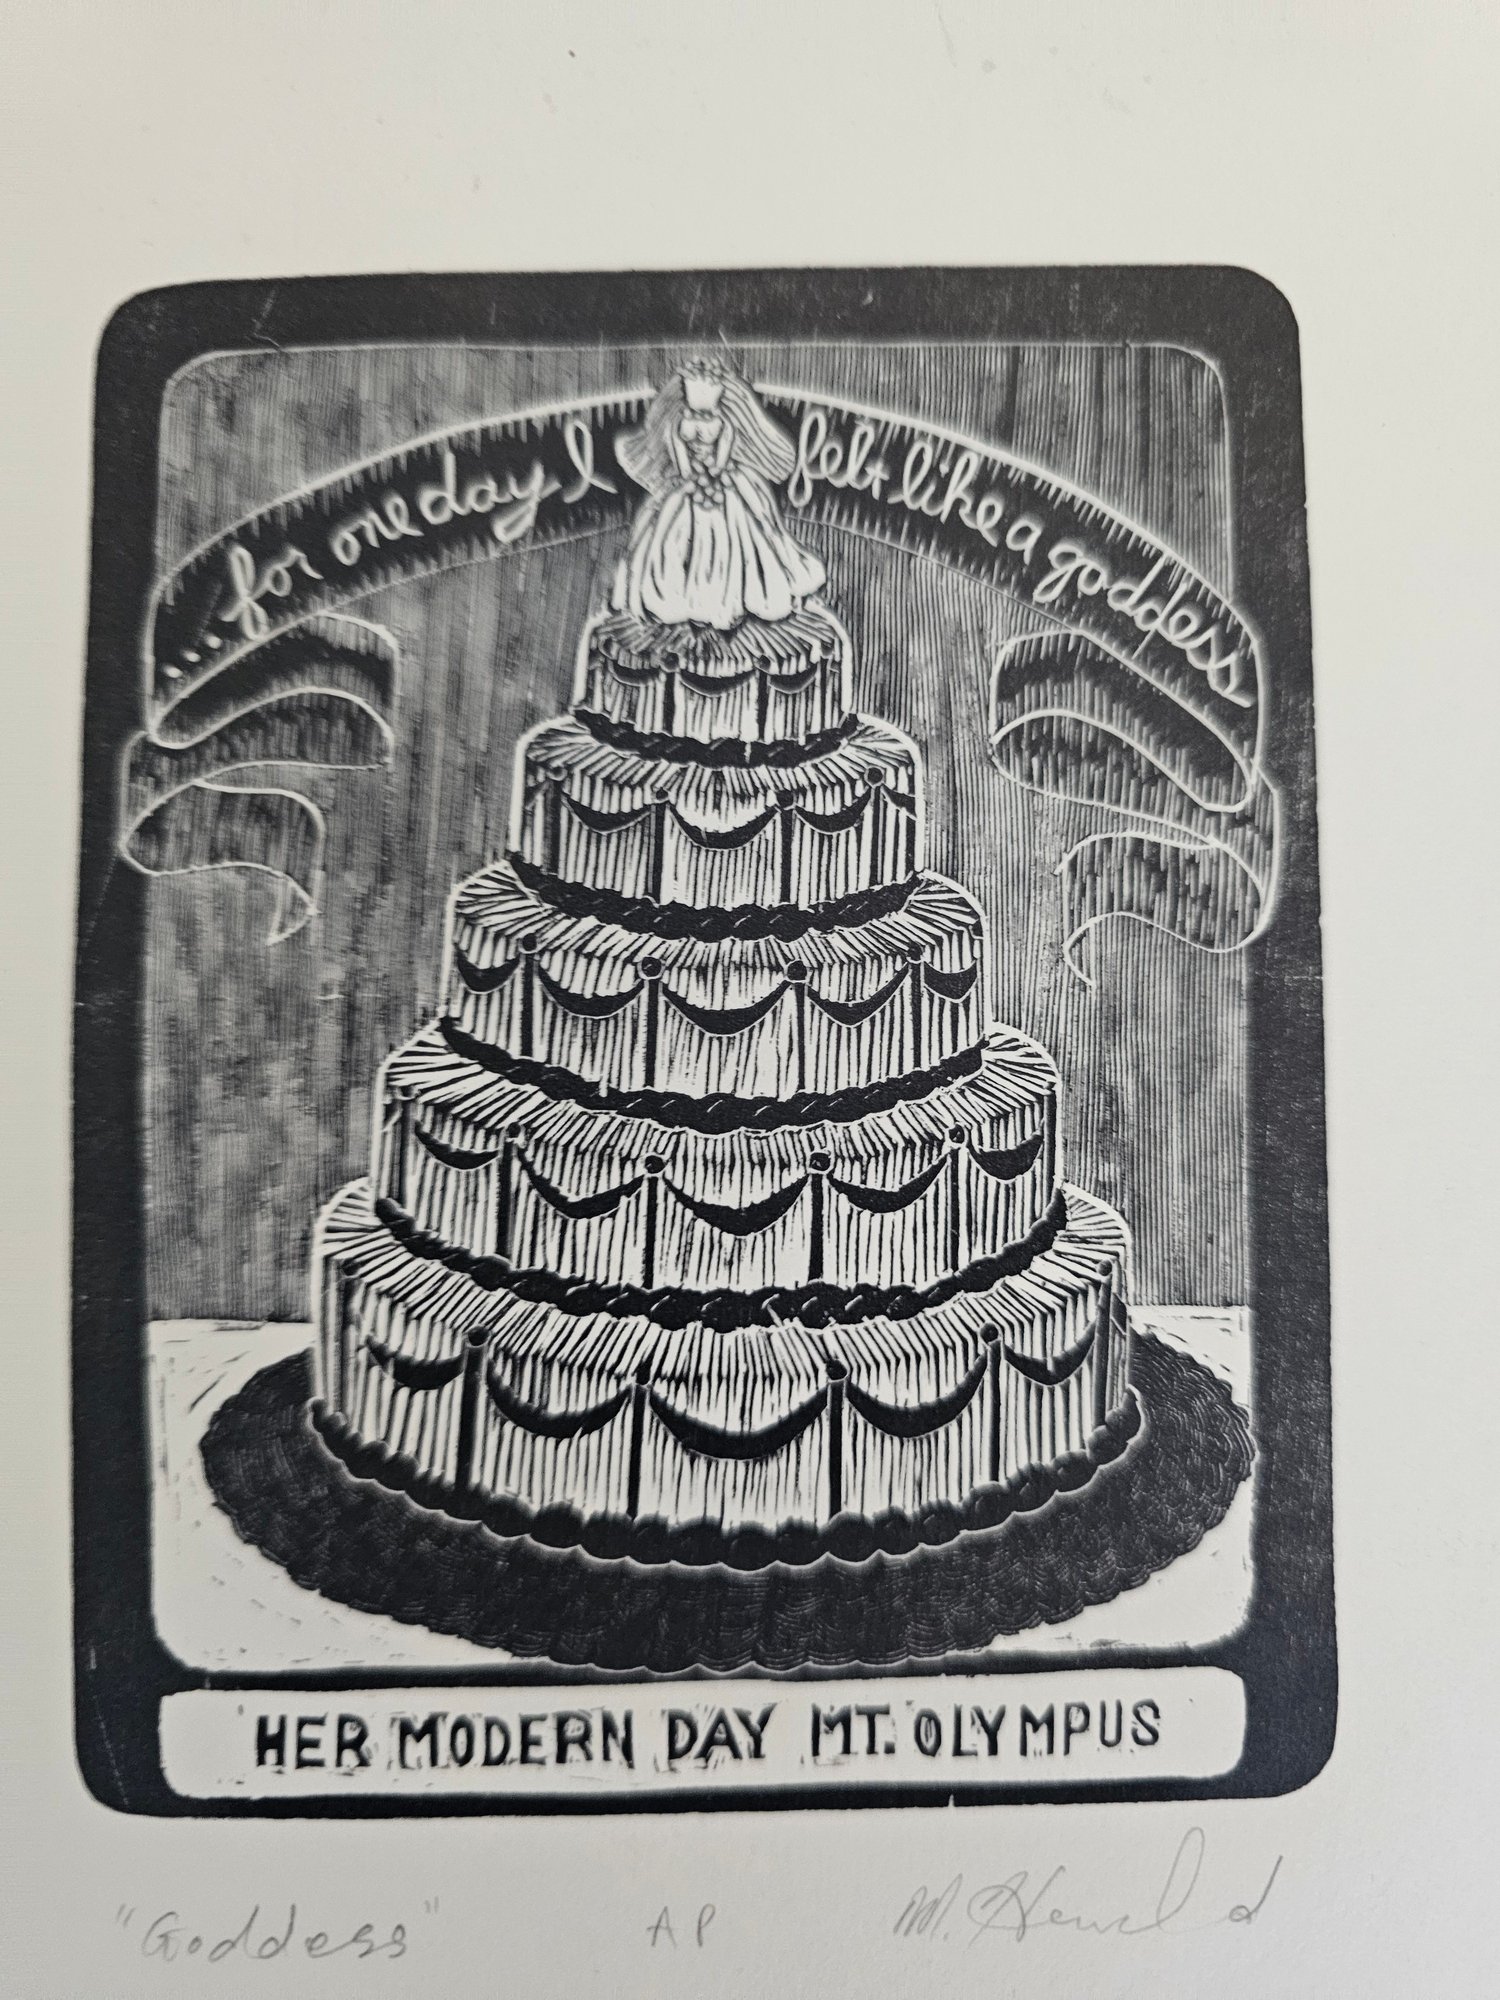 ...for one day I felt like a goddess
HER MODERN DAY MT. OLYMPUS
"Goddess" AP M.